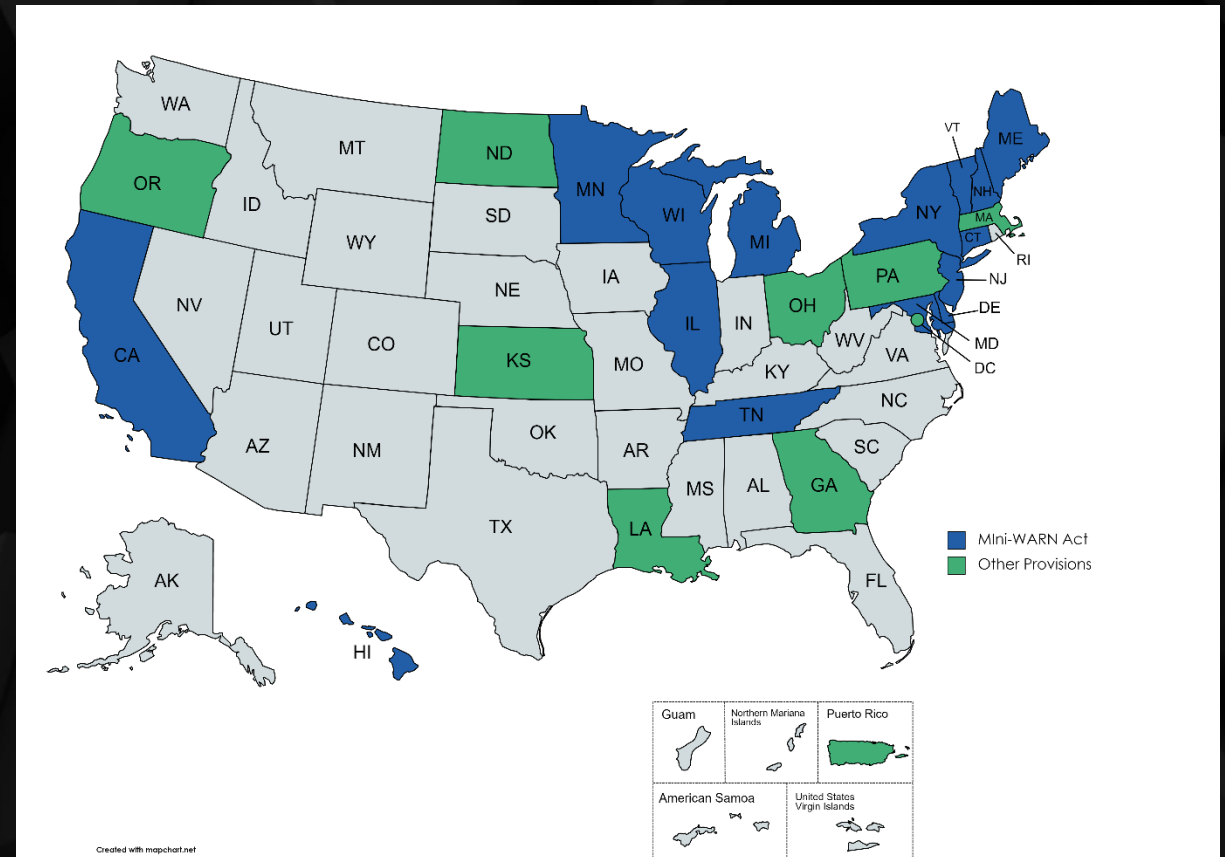 WA
MT
ND
OR
ID
SD
MN
WI
MI
VT
ME
NH
NY
MA
CT
RI
WY
NE
IA
PA
NJ
NV
UT
CO
KS
IL
IN
OH
DE
MD
DC
WV
VA
CA
MO
KY
AZ
NM
OK
AR
TN
NC
SC
TX
LA
MS
AL
GA
FL
AK
HI
MIni-WARN Act
Other Provisions
Guam
Northern Mariana
Islands
Puerto Rico
American Samoa
United States
Virgin Islands
Created with mapchart.net